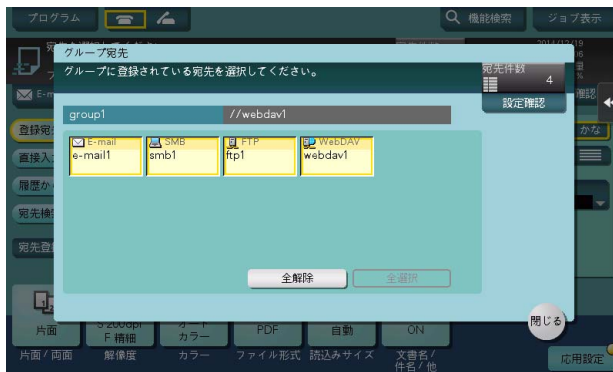 プログラム
機能検索
ジョブ表示
グループ宛先
グループに登録されている宛先を選択してください。
宛先件数
4
設定確認
group1
//webdav1
E-mail
e-mail1
SMB
smb1
FTP
ftp1
WebDAV
webdav1
かな
直接入
履歴か
宛先検
宛先登
全解除
全選択
閉じる
片面
F 精細
カラー
PDF
自動
ON
片面/両面
解像度
カラー
ファイル形式
読込みサイズ
文書名/
件名/他
応用設定